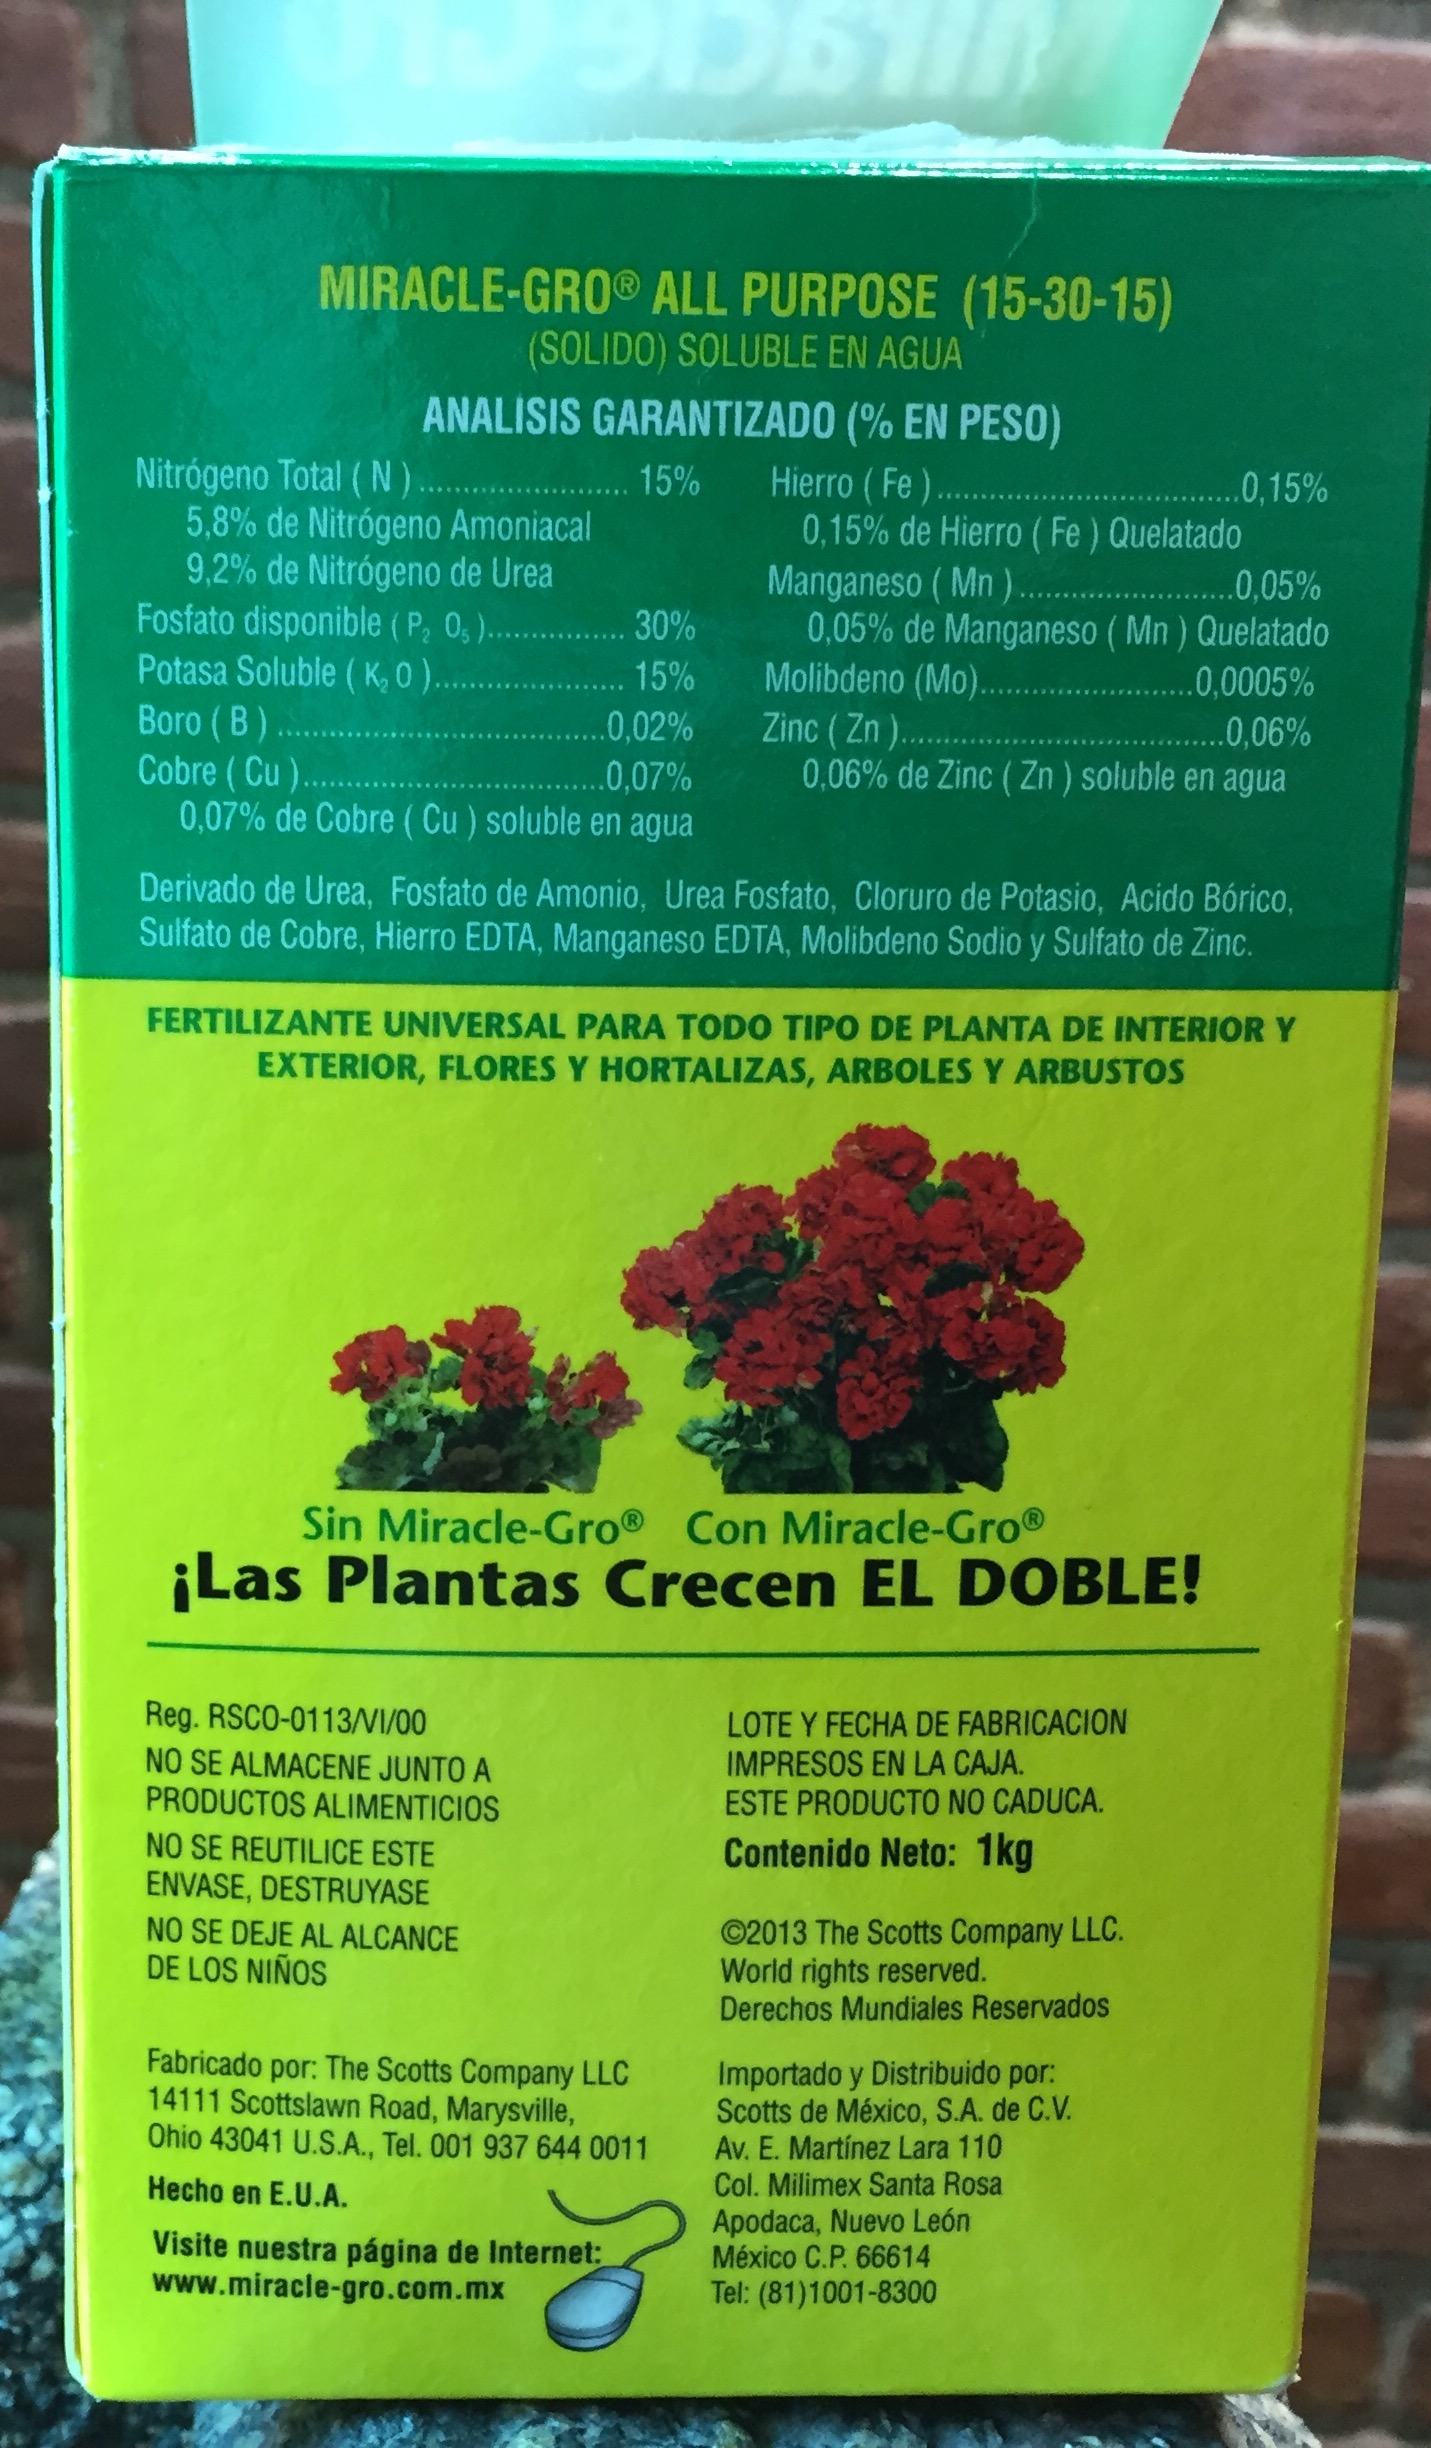 Miracle-Gro
MIRACLE-GRO® ALL PURPOSE (15-30-15)
(SOLIDO) SOLUBLE EN AGUA
ANALISIS GARANTIZADO (% EN PESO)
Nitrógeno Total ( N ) .......................... 15%
5,8% de Nitrógeno Amoniacal
9,2% de Nitrógeno de Urea
Fosfato disponible ( P₂ O₅ ).................. 30%
Potasa Soluble ( K₂ O )........................ 15%
Boro ( B ) ..........................................0,02%
Cobre ( Cu ).......................................0,07%
0,07% de Cobre ( Cu ) soluble en agua
Hierro ( Fe )......................................0,15%
0,15% de Hierro ( Fe ) Quelatado
Manganeso ( Mn )...........................0,05%
0,05% de Manganeso ( Mn ) Quelatado
Molibdeno (Mo)...........................0,0005%
Zinc ( Zn ).........................................0,06%
0,06% de Zinc ( Zn ) soluble en agua
Derivado de Urea, Fosfato de Amonio, Urea Fosfato, Cloruro de Potasio, Acido Bórico,
Sulfato de Cobre, Hierro EDTA, Manganeso EDTA, Molibdeno Sodio y Sulfato de Zinc.
FERTILIZANTE UNIVERSAL PARA TODO TIPO DE PLANTA DE INTERIOR Y
EXTERIOR, FLORES Y HORTALIZAS, ARBOLES Y ARBUSTOS
Sin Miracle-Gro® Con Miracle-Gro®
¡Las Plantas Crecen EL DOBLE!
Reg. RSCO-0113/VI/00
NO SE ALMACENE JUNTO A
PRODUCTOS ALIMENTICIOS
NO SE REUTILICE ESTE
ENVASE, DESTRUYASE
NO SE DEJE AL ALCANCE
DE LOS NIÑOS
Fabricado por: The Scotts Company LLC
14111 Scottslawn Road, Marysville,
Ohio 43041 U.S.A., Tel. 001 937 644 0011
Hecho en E.U.A.
Visite nuestra página de Internet:
www.miracle-gro.com.mx
LOTE Y FECHA DE FABRICACION
IMPRESOS EN LA CAJA.
ESTE PRODUCTO NO CADUCA.
Contenido Neto: 1kg
©2013 The Scotts Company LLC.
World rights reserved.
Derechos Mundiales Reservados
Importado y Distribuido por:
Scotts de México, S.A. de C.V.
Av. E. Martínez Lara 110
Col. Milimex Santa Rosa
Apodaca, Nuevo León
México C.P. 66614
Tel: (81)1001-8300